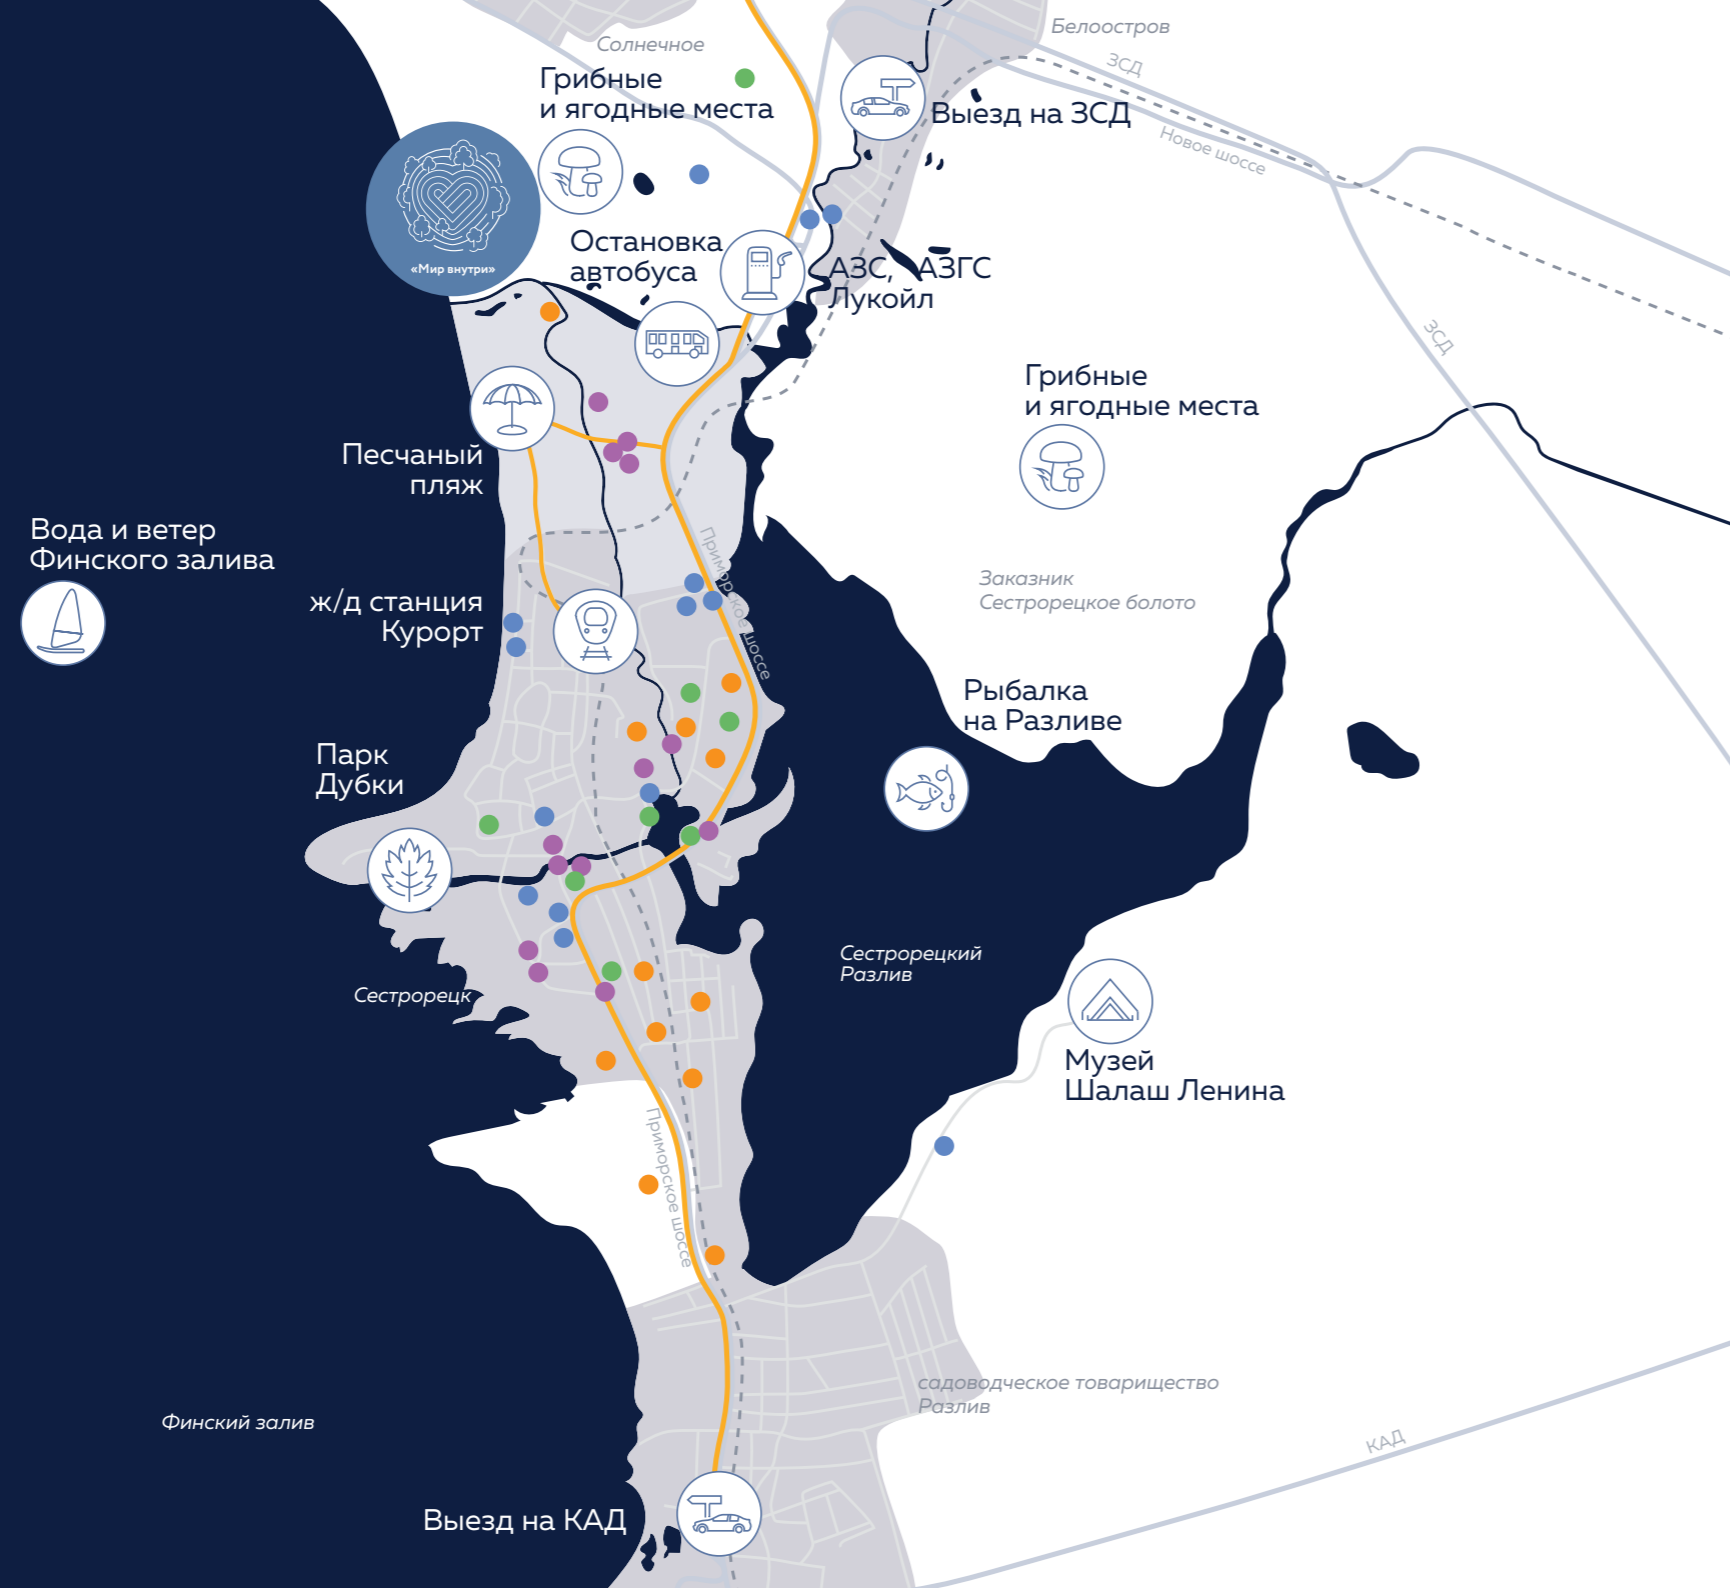 Солнечное
Белоостров
ЗСД
Грибные
и ягодные места
Выезд на ЗСД
Новое шоссе
«Мир внутри»
Остановка
автобуса
АЗС, АЗГС
Лукойл
ЗСД
Грибные
и ягодные места
Песчаный
пляж
Вода и ветер
Финского залива
Приморское шоссе
Заказник
Сестрорецкое болото
ж/д станция
Курорт
Рыбалка
на Разливе
Парк
Дубки
Сестрорецкий
Разлив
Сестрорецк
Музей
Шалаш Ленина
Приморское шоссе
садоводческое товарищество
Разлив
Финский залив
КАД
Выезд на КАД